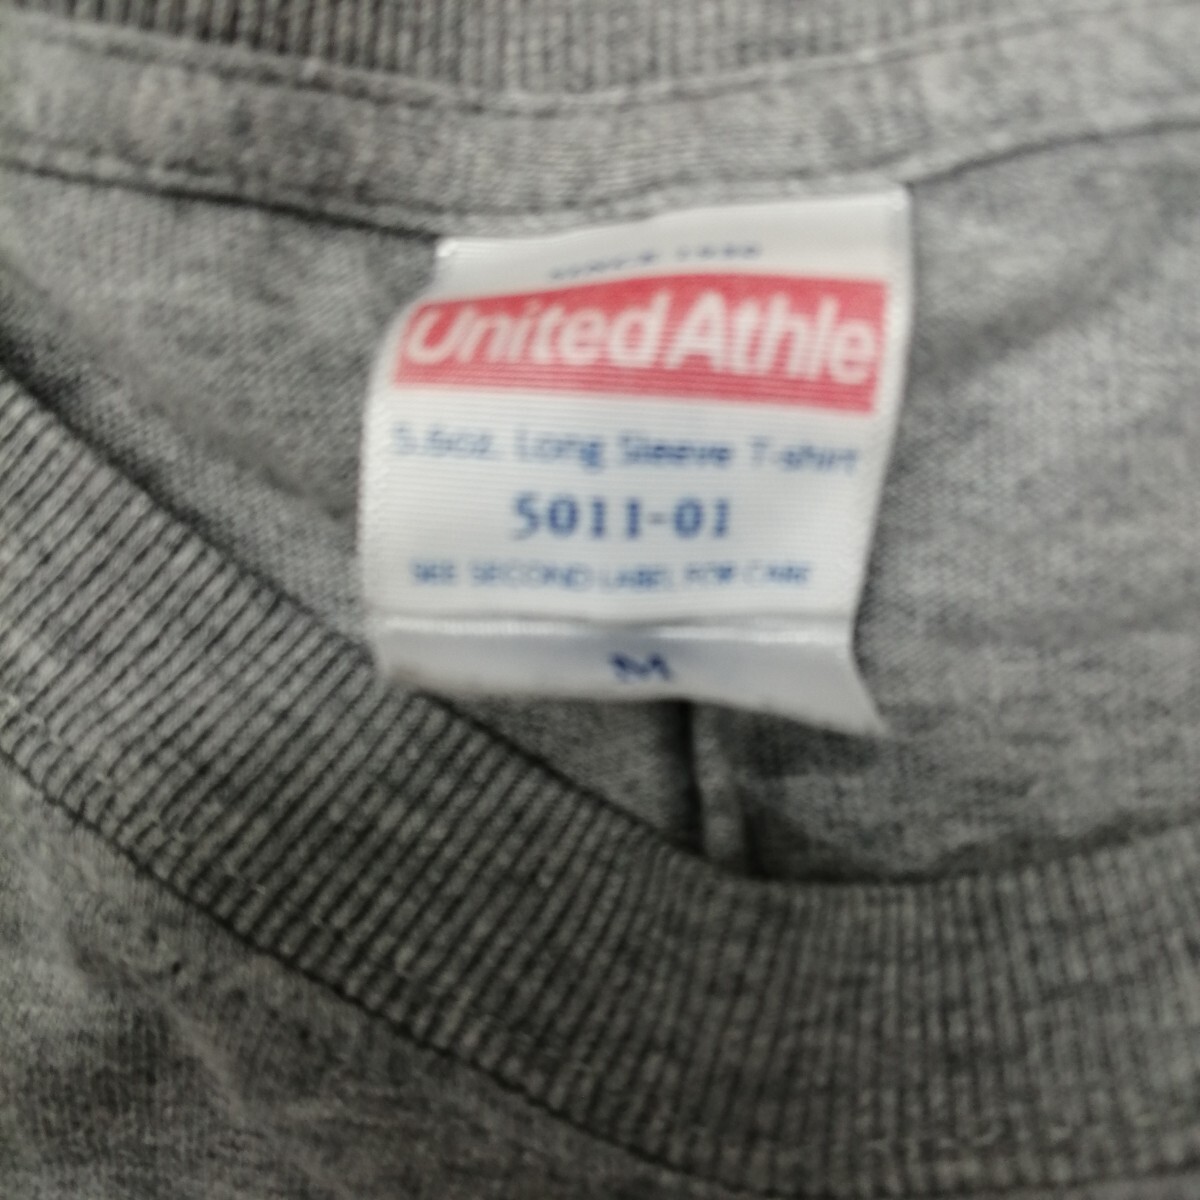 United Athle
5.6oz. Long Sleeve T-shirt
5011-01
SEE SECOND LABEL FOR CARE
M